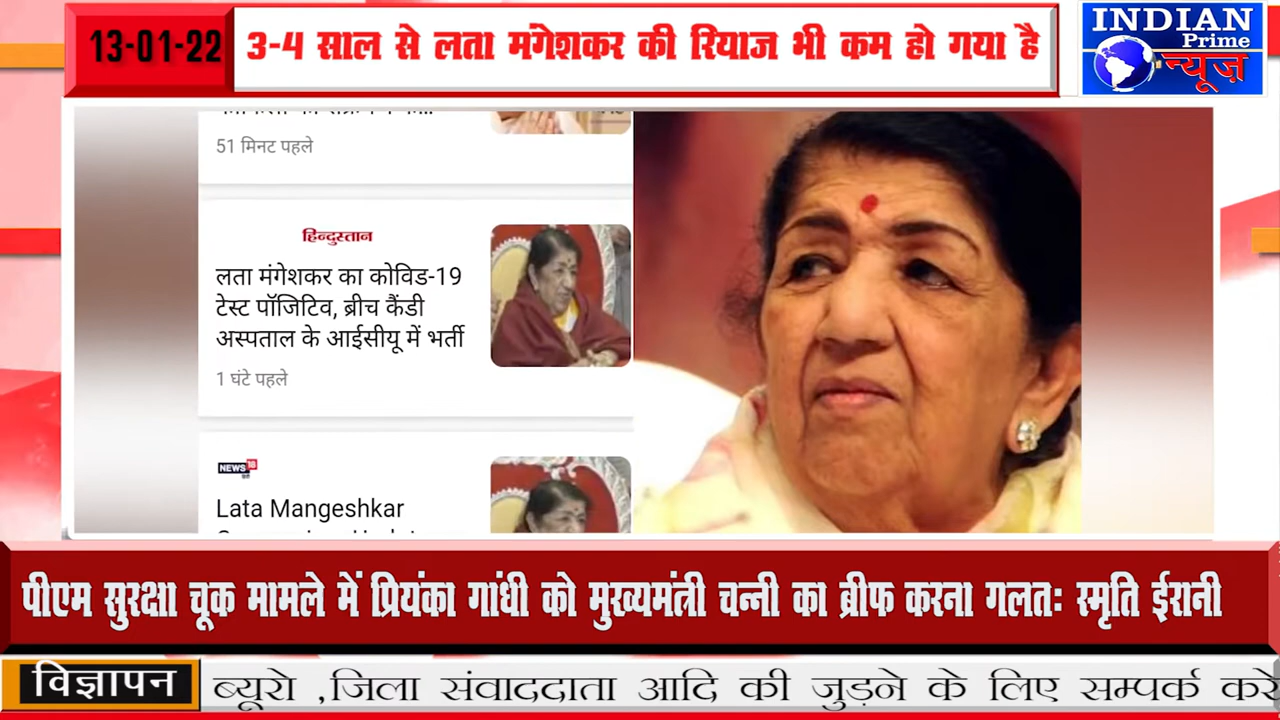 13-01-22
3-4 साल से लता मंगेशकर की रियाज भी कम हो गया है
INDIAN
Prime
न्यूज़
51 मिनट पहले
हिन्दुस्तान
लता मंगेशकर का कोविड-19
टेस्ट पॉजिटिव, ब्रीच कैंडी
अस्पताल के आईसीयू में भर्ती
1 घंटे पहले
NEWS18
Lata Mangeshkar
पीएम सुरक्षा चूक मामले में प्रियंका गांधी को मुख्यमंत्री चन्नी का ब्रीफ करना गलतः स्मृति ईरानी
विज्ञापन
ब्यूरो ,जिला संवाददाता आदि की जुड़ने के लिए सम्पर्क करे